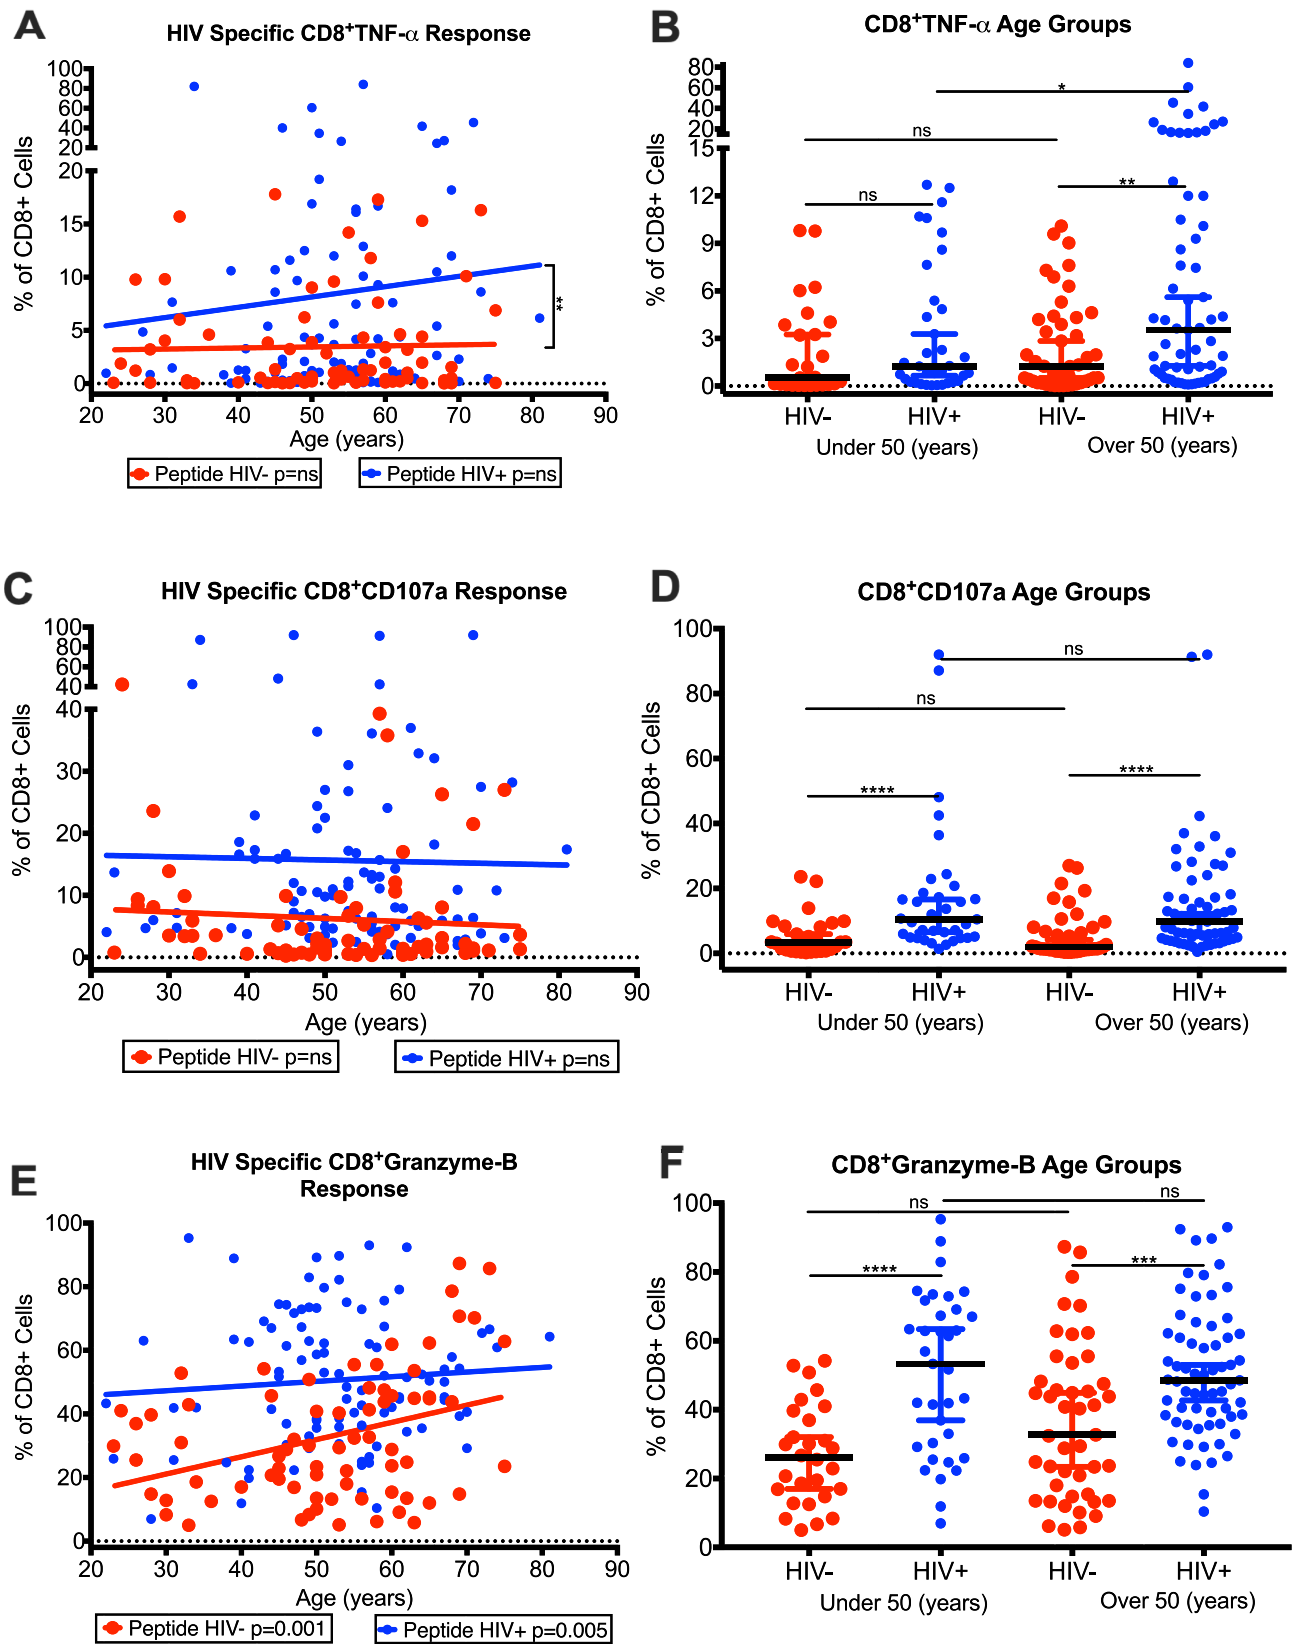 A
HIV Specific CD8+TNF-α Response
% of CD8+ Cells
100
80
60
40
20
20
15
10
5
0
**
20 30 40 50 60 70 80 90
Age (years)
Peptide HIV- p=ns
Peptide HIV+ p=ns
B
CD8+TNF-α Age Groups
% of CD8+ Cells
80
60
40
20
15
12
9
6
3
0
*
ns
**
ns
HIV- HIV+ HIV- HIV+
Under 50 (years) Over 50 (years)
C
HIV Specific CD8+CD107a Response
% of CD8+ Cells
100
80
60
40
40
30
20
10
0
20 30 40 50 60 70 80 90
Age (years)
Peptide HIV- p=ns
Peptide HIV+ p=ns
D
CD8+CD107a Age Groups
% of CD8+ Cells
100
80
60
40
20
0
ns
ns
****
****
HIV- HIV+ HIV- HIV+
Under 50 (years) Over 50 (years)
E
HIV Specific CD8+Granzyme-B
Response
% of CD8+ Cells
100
80
60
40
20
0
20 30 40 50 60 70 80 90
Age (years)
Peptide HIV- p=0.001
Peptide HIV+ p=0.005
F
CD8+Granzyme-B Age Groups
% of CD8+ Cells
100
80
60
40
20
0
ns
ns
***
****
HIV- HIV+ HIV- HIV+
Under 50 (years) Over 50 (years)